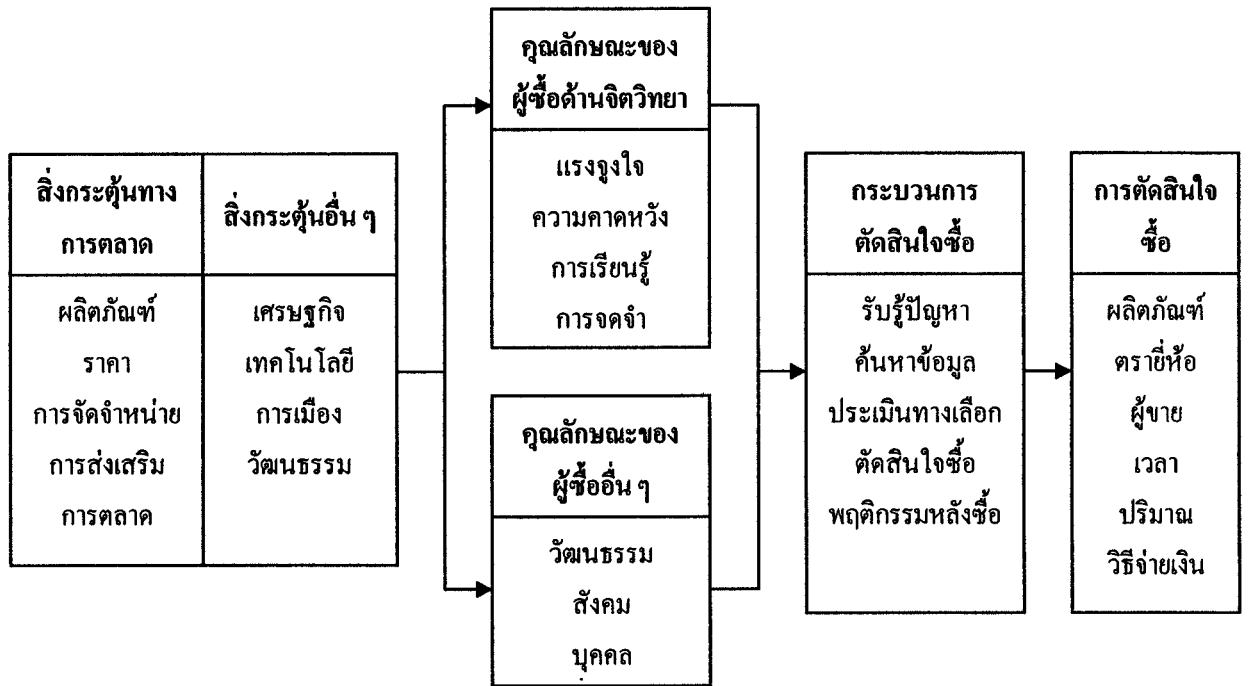 สิ่งกระตุ้นทาง
การตลาด
ผลิตภัณฑ์
ราคา
การจัดจำหน่าย
การส่งเสริม
การตลาด
สิ่งกระตุ้นอื่น ๆ
เศรษฐกิจ
เทคโนโลยี
การเมือง
วัฒนธรรม
คุณลักษณะของ
ผู้ซื้อด้านจิตวิทยา
แรงจูงใจ
ความคาดหวัง
การเรียนรู้
การจดจำ
คุณลักษณะของ
ผู้ซื้ออื่น ๆ
วัฒนธรรม
สังคม
บุคคล
กระบวนการ
ตัดสินใจซื้อ
รับรู้ปัญหา
ค้นหาข้อมูล
ประเมินทางเลือก
ตัดสินใจซื้อ
พฤติกรรมหลังซื้อ
การตัดสินใจ
ซื้อ
ผลิตภัณฑ์
ตรายี่ห้อ
ผู้ขาย
เวลา
ปริมาณ
วิธีจ่ายเงิน